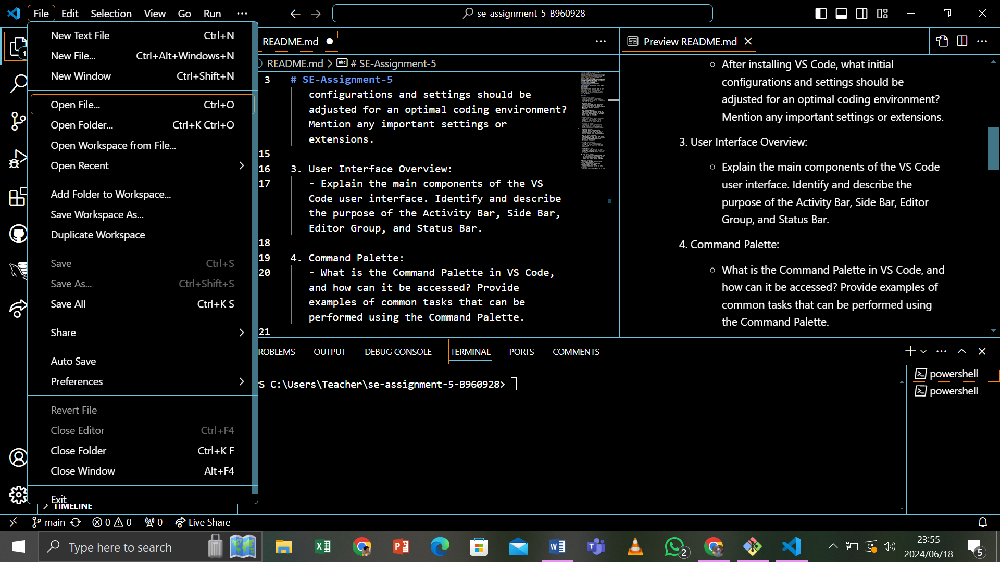 File Edit Selection View Go Run ···
se-assignment-5-B960928
New Text File Ctrl+N
New File... Ctrl+Alt+Windows+N
New Window Ctrl+Shift+N
Open File... Ctrl+O
Open Folder... Ctrl+K Ctrl+O
Open Workspace from File...
Open Recent
Add Folder to Workspace...
Save Workspace As...
Duplicate Workspace
Save Ctrl+S
Save As... Ctrl+Shift+S
Save All Ctrl+K S
Share
Auto Save
Preferences
Revert File
Close Editor Ctrl+F4
Close Folder Ctrl+K F
Close Window Alt+F4
Exit
TIMELINE
1
README.md
README.md > # SE-Assignment-5
3 # SE-Assignment-5
configurations and settings should be
adjusted for an optimal coding environment?
Mention any important settings or
extensions.
15
16 3. User Interface Overview:
17 - Explain the main components of the VS
Code user interface. Identify and describe
the purpose of the Activity Bar, Side Bar,
Editor Group, and Status Bar.
18
19 4. Command Palette:
20 - What is the Command Palette in VS Code,
and how can it be accessed? Provide
examples of common tasks that can be
performed using the Command Palette.
21
Preview README.md
After installing VS Code, what initial
configurations and settings should be
adjusted for an optimal coding environment?
Mention any important settings or extensions.
3. User Interface Overview:
Explain the main components of the VS Code
user interface. Identify and describe the
purpose of the Activity Bar, Side Bar, Editor
Group, and Status Bar.
4. Command Palette:
What is the Command Palette in VS Code, and
how can it be accessed? Provide examples of
common tasks that can be performed using
the Command Palette.
ROBLEMS OUTPUT DEBUG CONSOLE TERMINAL PORTS COMMENTS
PS C:\Users\Teacher\se-assignment-5-B960928>
powershell
powershell
main 0 0 0 Live Share
Type here to search
2
23:55
2024/06/18
5